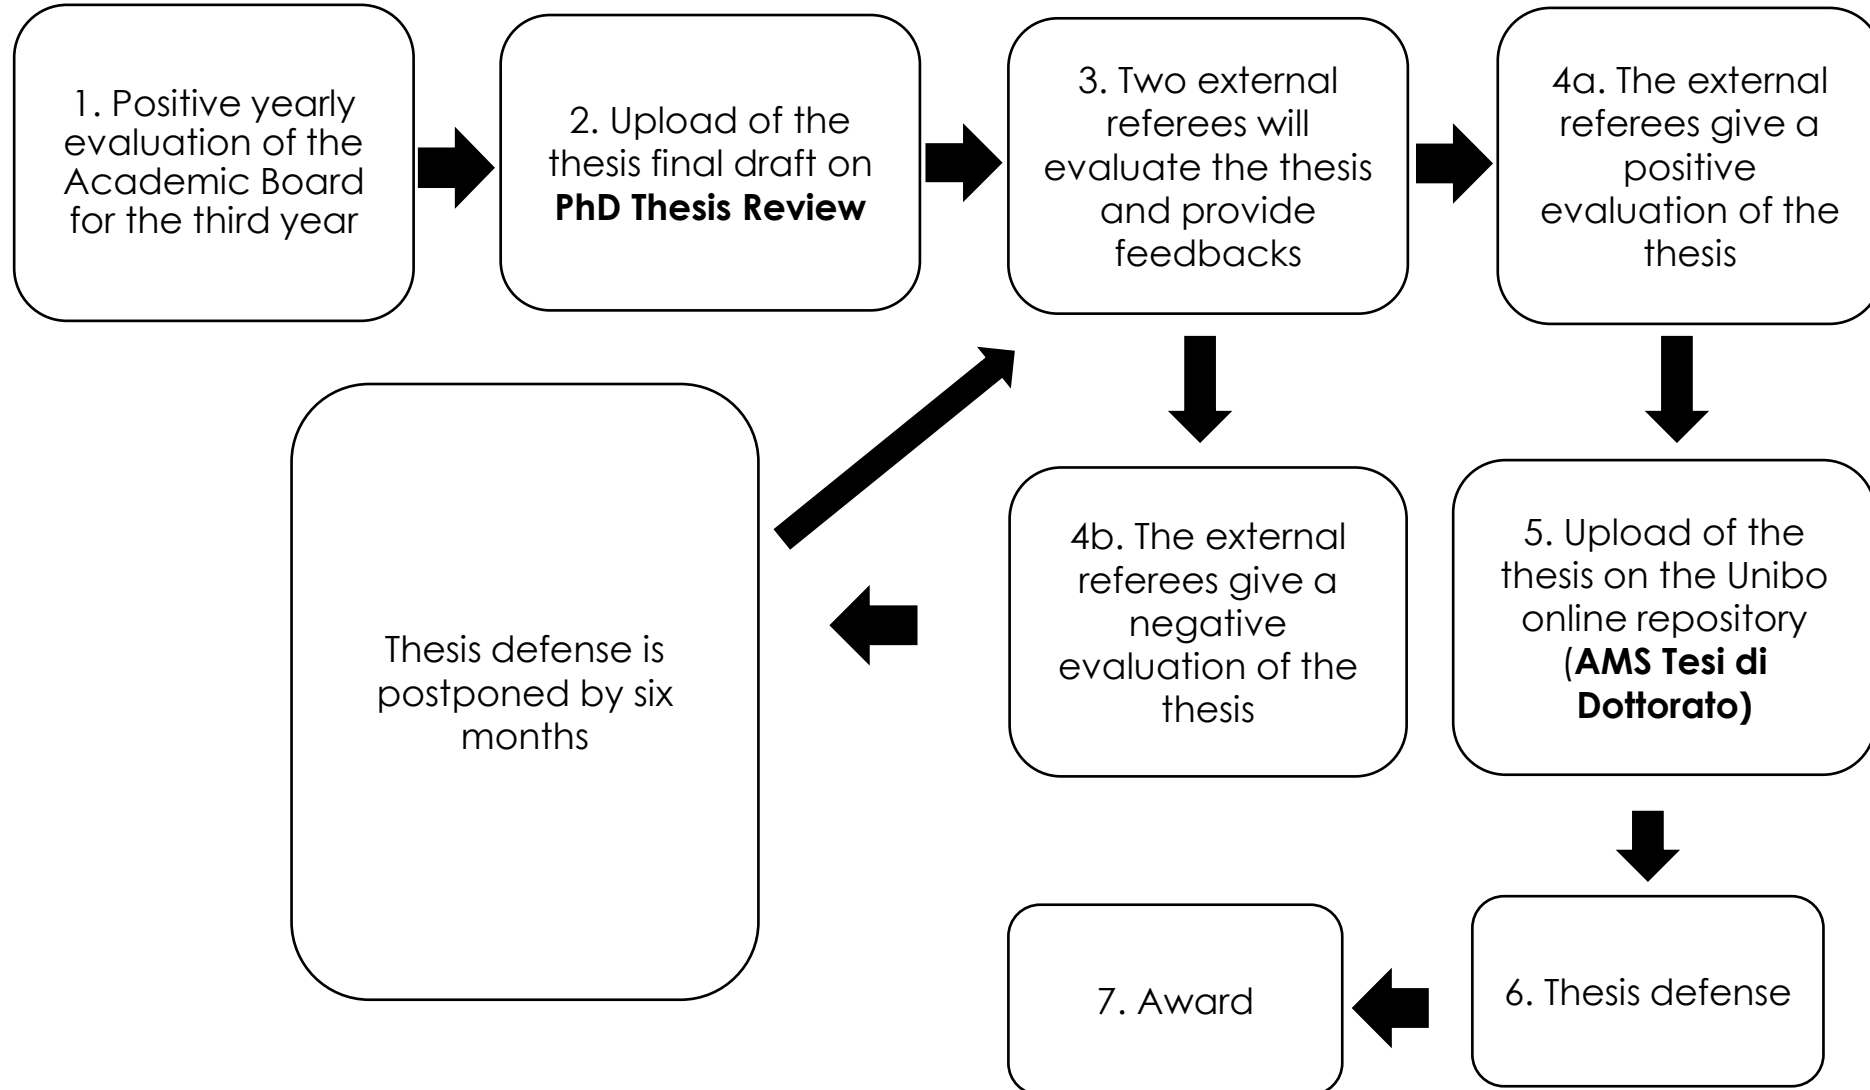 1. Positive yearly
evaluation of the
Academic Board
for the third year
2. Upload of the
thesis final draft on
PhD Thesis Review
3. Two external
referees will
evaluate the thesis
and provide
feedbacks
4a. The external
referees give a
positive
evaluation of the
thesis
Thesis defense is
postponed by six
months
4b. The external
referees give a
negative
evaluation of the
thesis
5. Upload of the
thesis on the Unibo
online repository
(AMS Tesi di
Dottorato)
7. Award
6. Thesis defense